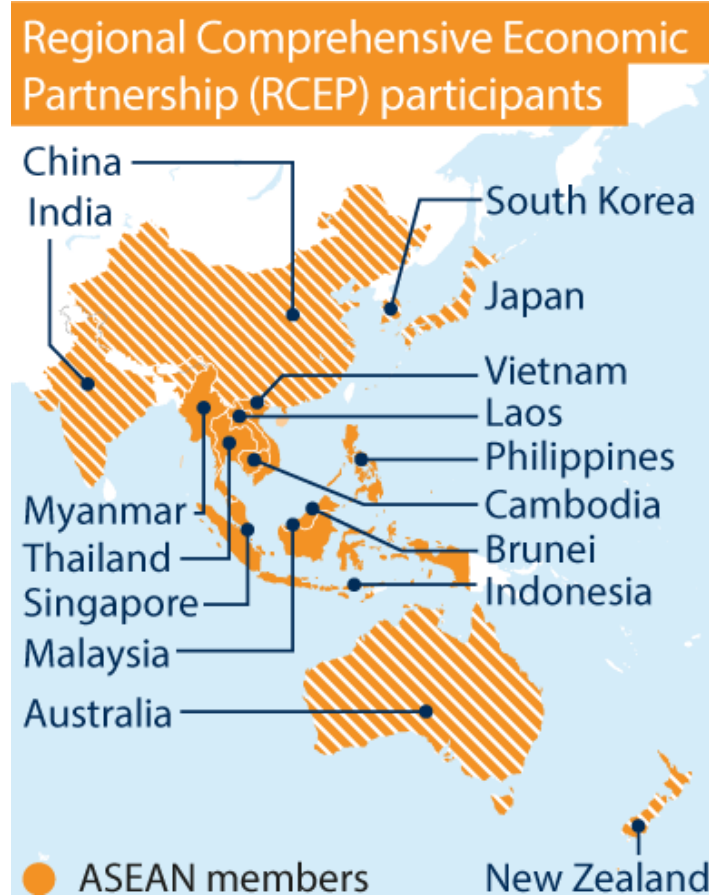 Regional Comprehensive Economic
Partnership (RCEP) participants
China
India
South Korea
Japan
Vietnam
Laos
Philippines
Cambodia
Brunei
Indonesia
Myanmar
Thailand
Singapore
Malaysia
Australia
ASEAN members
New Zealand